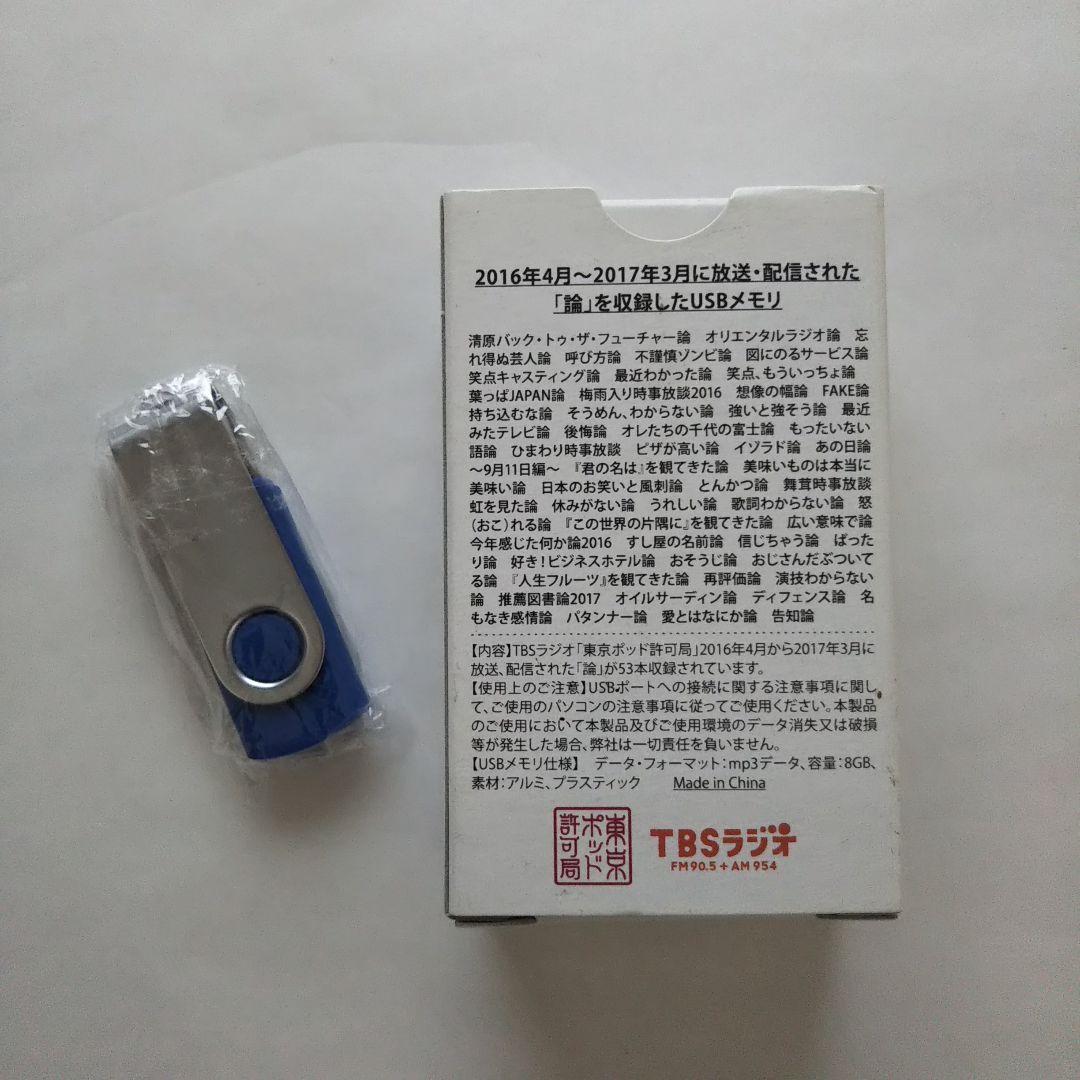 2016年4月～2017年3月に放送・配信された
「論」を収録したUSBメモリ
清原バック・トゥ・ザ・フューチャー論　オリエンタルラジオ論　忘
れ得ぬ芸人論　呼び方論　不謹慎ゾンビ論　図にのるサービス論
笑点キャスティング論　最近わかった論　笑点、もういっちょ論
葉っぱJAPAN論　梅雨入り時事放談2016　想像の幅論　FAKE論
持ち込むな論　そうめん、わからない論　強いと強そう論　最近
みたテレビ論　後悔論　オレたちの千代の富士論　もったいない
語論　ひまわり時事放談　ピザが高い論　イゾラド論　あの日論
～9月11日編～　『君の名は』を観てきた論　美味いものは本当に
美味い論　日本のお笑いと風刺論　とんかつ論　舞茸時事放談
虹を見た論　休みがない論　うれしい論　歌詞わからない論　怒
（おこ）れる論　『この世界の片隅に』を観てきた論　広い意味で論
今年感じた何か論2016　すし屋の名前論　信じちゃう論　ばった
り論　好き！ビジネスホテル論　おそうじ論　おじさんだぶついて
る論　『人生フルーツ』を観てきた論　再評価論　演技わからない
論　推薦図書論2017　オイルサーディン論　ディフェンス論　名
もなき感情論　パタンナー論　愛とはなにか論　告知論
【内容】TBSラジオ「東京ポッド許可局」2016年4月から2017年3月に
放送、配信された「論」が53本収録されています。
【使用上のご注意】USBポートへの接続に関する注意事項に関し
て、ご使用のパソコンの注意事項に従ってご使用ください。本製品
のご使用において本製品及びご使用環境のデータ消失又は破損
等が発生した場合、弊社は一切責任を負いません。
【USBメモリ仕様】　データ・フォーマット：mp3データ、容量：8GB、
素材：アルミ、プラスティック　Made in China
東京
ポッド
許可局
TBSラジオ
FM90.5+AM954